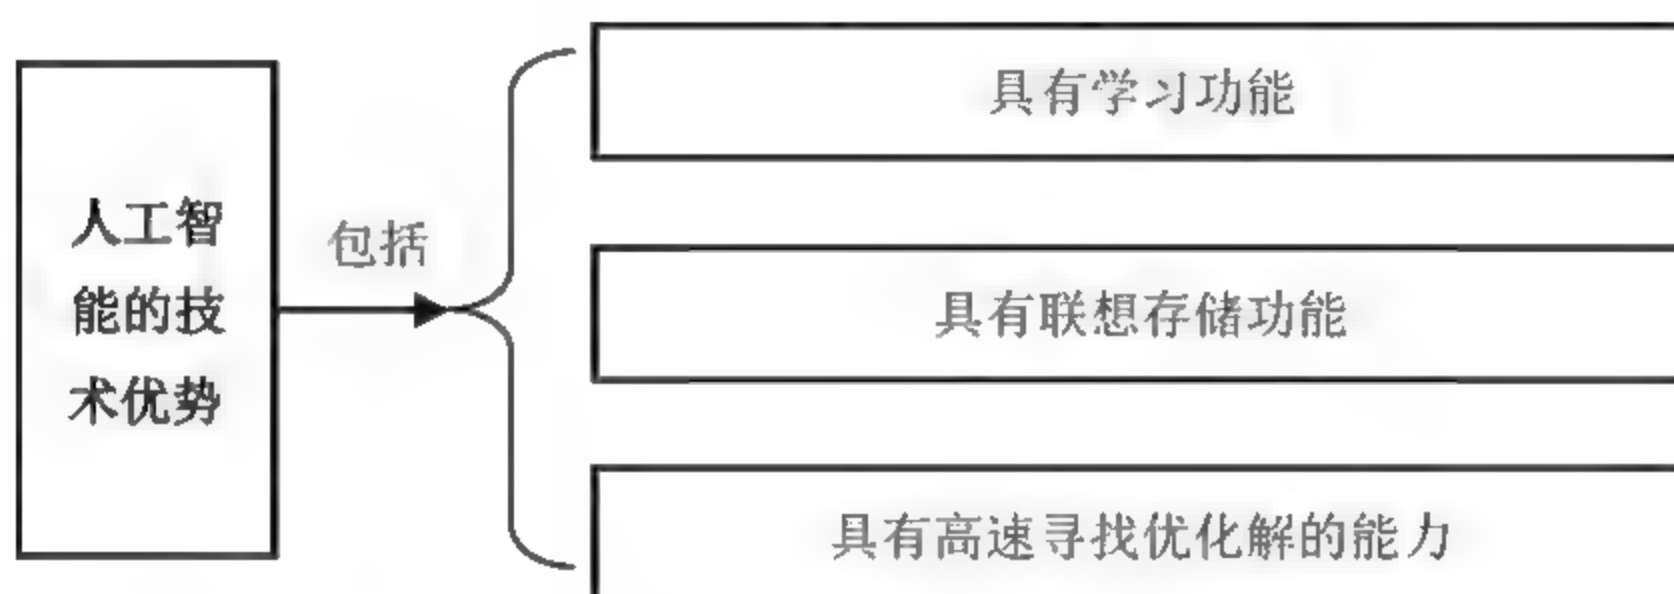 人工智
能的技
术优势
包括
具有学习功能
具有联想存储功能
具有高速寻找优化解的能力